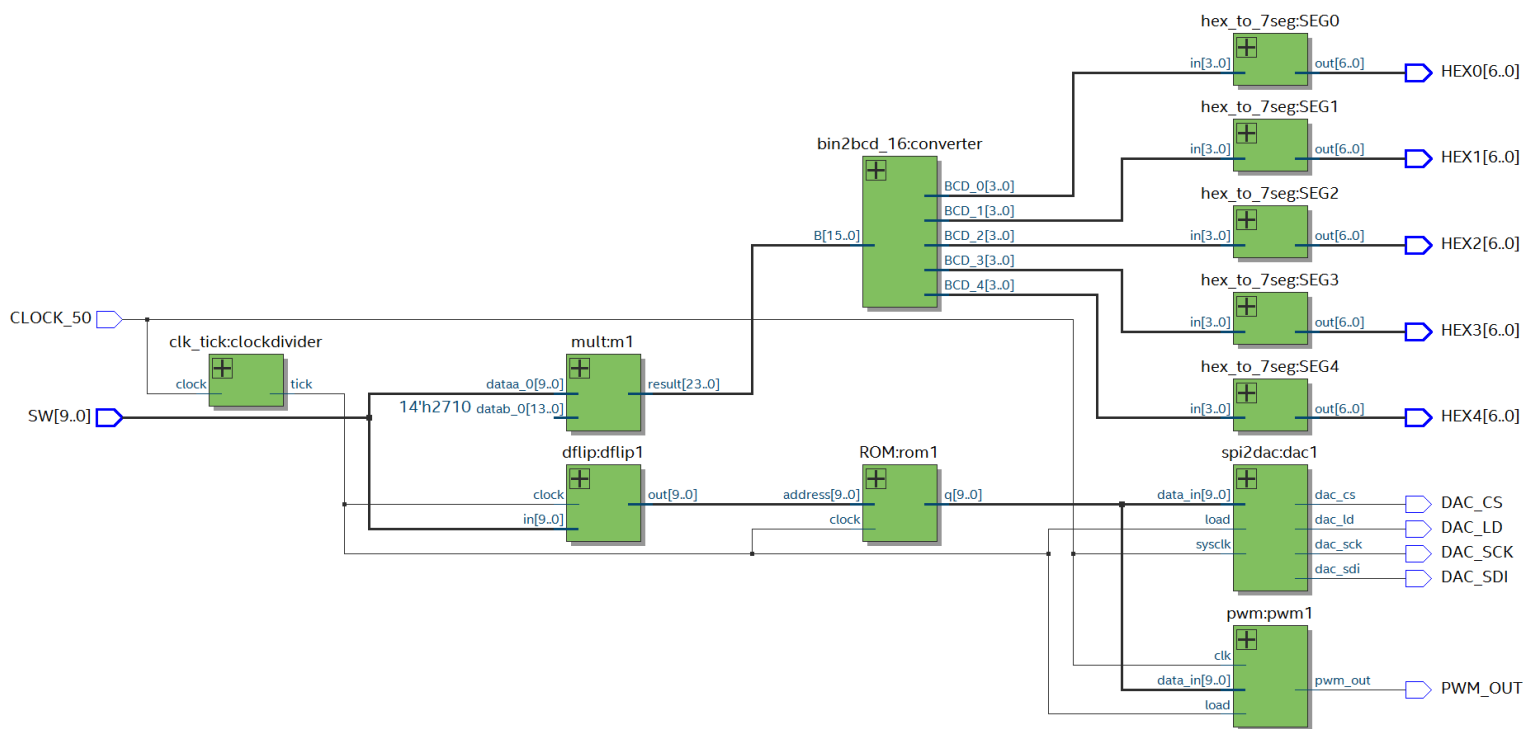 hex_to_7seg:SEG0
in[3..0]
out[6..0]
HEX0[6..0]
hex_to_7seg:SEG1
in[3..0]
out[6..0]
HEX1[6..0]
bin2bcd_16:converter
B[15..0]
BCD_0[3..0]
BCD_1[3..0]
BCD_2[3..0]
BCD_3[3..0]
BCD_4[3..0]
hex_to_7seg:SEG2
in[3..0]
out[6..0]
HEX2[6..0]
hex_to_7seg:SEG3
in[3..0]
out[6..0]
HEX3[6..0]
CLOCK_50
clk_tick:clockdivider
clock
tick
SW[9..0]
mult:m1
dataa_0[9..0]
14'h2710 datab_0[13..0]
result[23..0]
hex_to_7seg:SEG4
in[3..0]
out[6..0]
HEX4[6..0]
dflip:dflip1
clock
in[9..0]
out[9..0]
ROM:rom1
address[9..0]
clock
q[9..0]
spi2dac:dac1
data_in[9..0]
load
sysclk
dac_cs
dac_ld
dac_sck
dac_sdi
DAC_CS
DAC_LD
DAC_SCK
DAC_SDI
pwm:pwm1
clk
data_in[9..0]
load
pwm_out
PWM_OUT